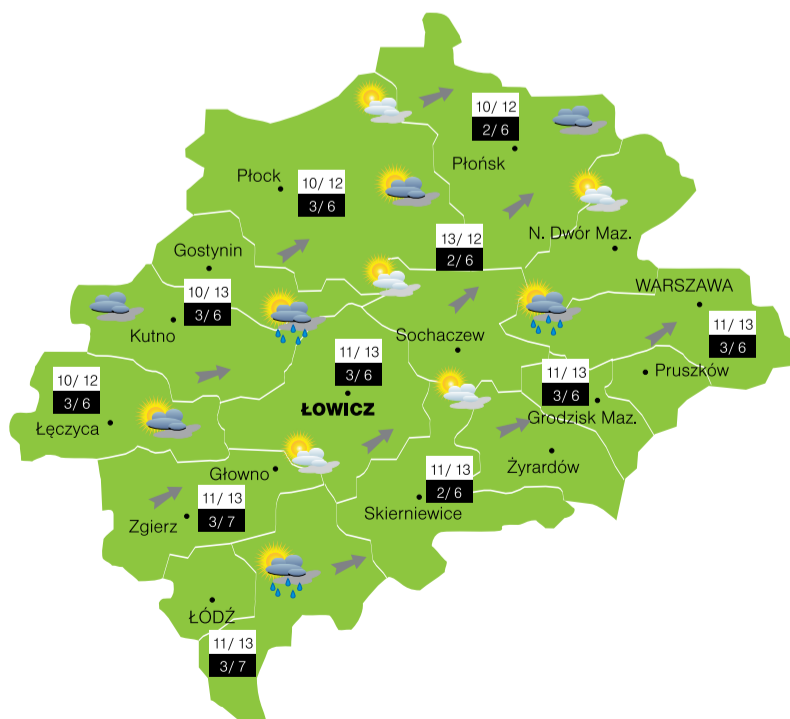 10/ 12
2/ 6
Płońsk
Płock
10/ 12
3/ 6
N. Dwór Maz.
13/ 12
2/ 6
Gostynin
10/ 13
3/ 6
Kutno
WARSZAWA
11/ 13
3/ 6
Sochaczew
11/ 13
3/ 6
ŁOWICZ
Pruszków
11/ 13
3/ 6
Grodzisk Maz.
10/ 12
3/ 6
Łęczyca
Głowno
Żyrardów
11/ 13
2/ 6
Skierniewice
11/ 13
3/ 7
Zgierz
ŁÓDŹ
11/ 13
3/ 7